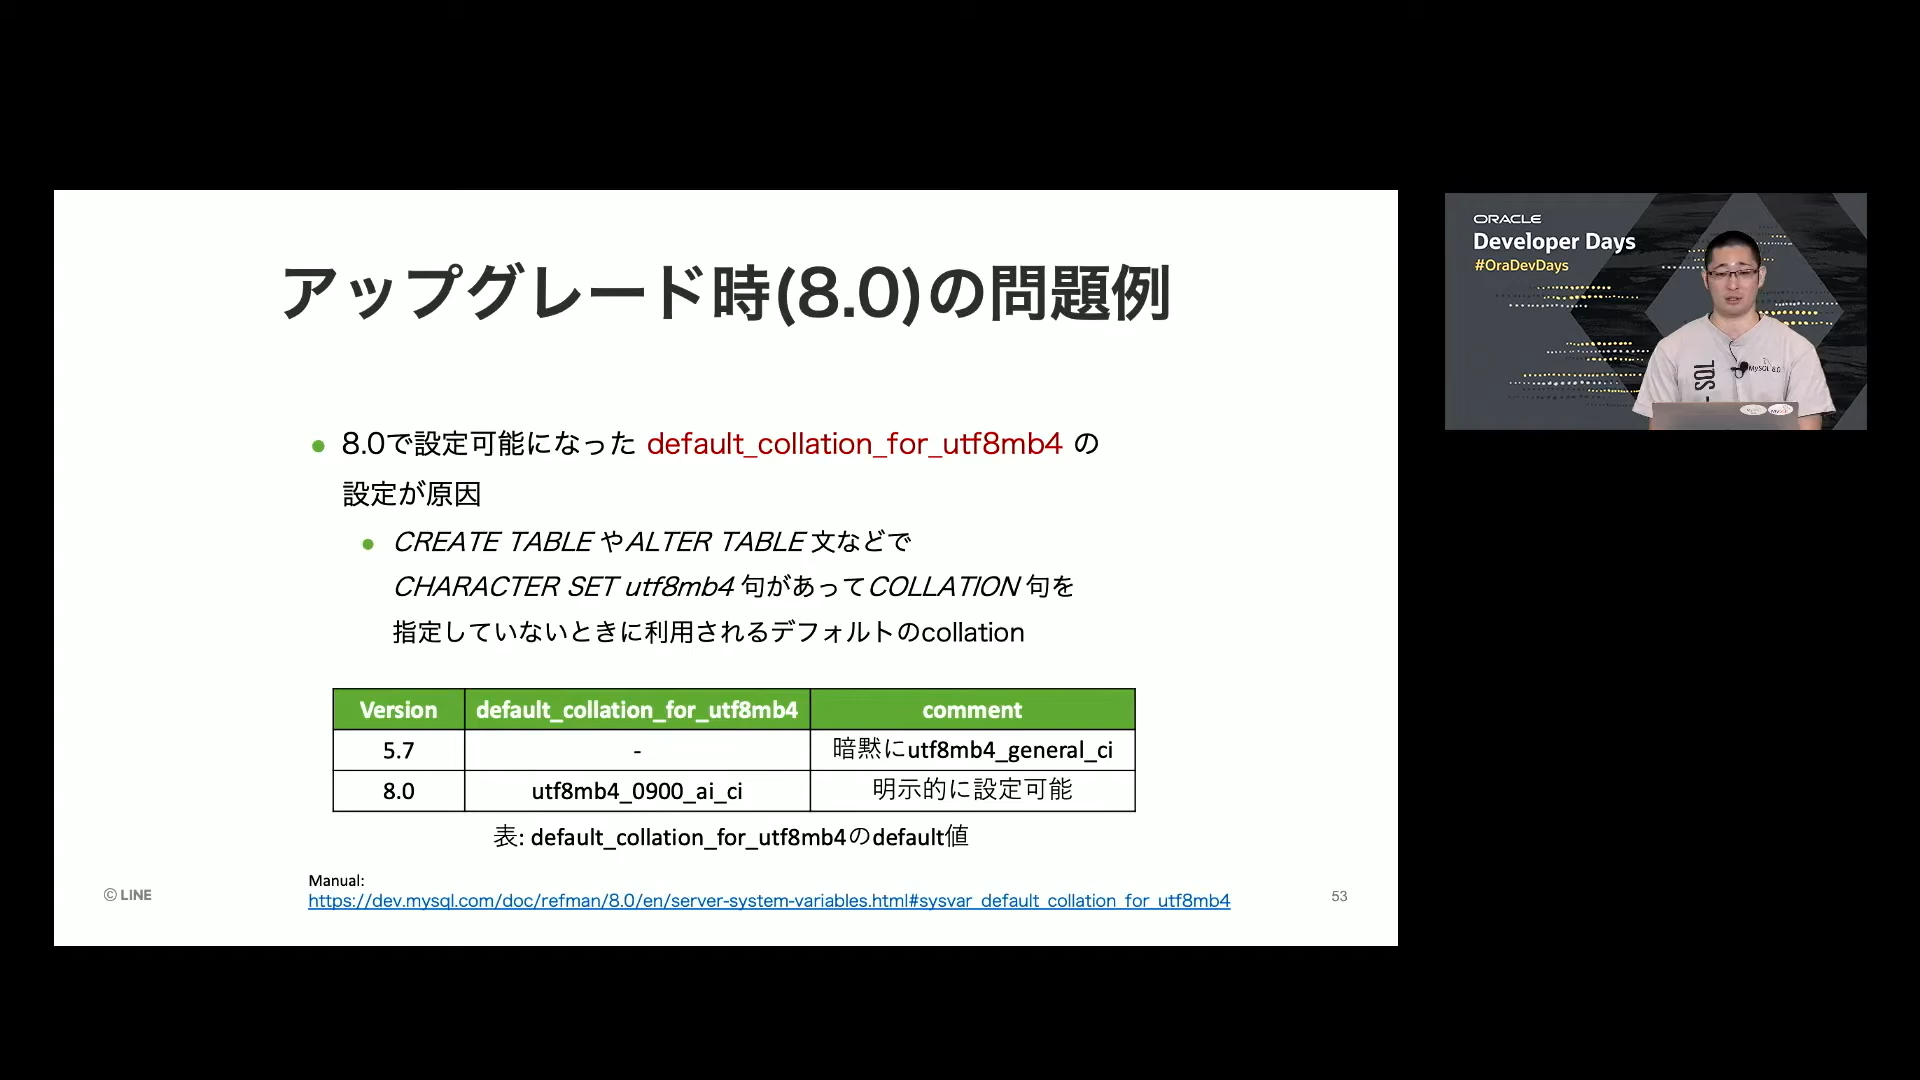 アップグレード時(8.0)の問題例
8.0で設定可能になった default_collation_for_utf8mb4 の
設定が原因
CREATE TABLE やALTER TABLE 文などで
CHARACTER SET utf8mb4 句があってCOLLATION 句を
指定していないときに利用されるデフォルトのcollation
Version default_collation_for_utf8mb4 comment
5.7 - 暗黙にutf8mb4_general_ci
8.0 utf8mb4_0900_ai_ci 明示的に設定可能
表: default_collation_for_utf8mb4のdefault値
Manual:
https://dev.mysql.com/doc/refman/8.0/en/server-system-variables.html#sysvar_default_collation_for_utf8mb4
© LINE
53
ORACLE
Developer Days
#OraDevDays
SQL
MySQL 8.0